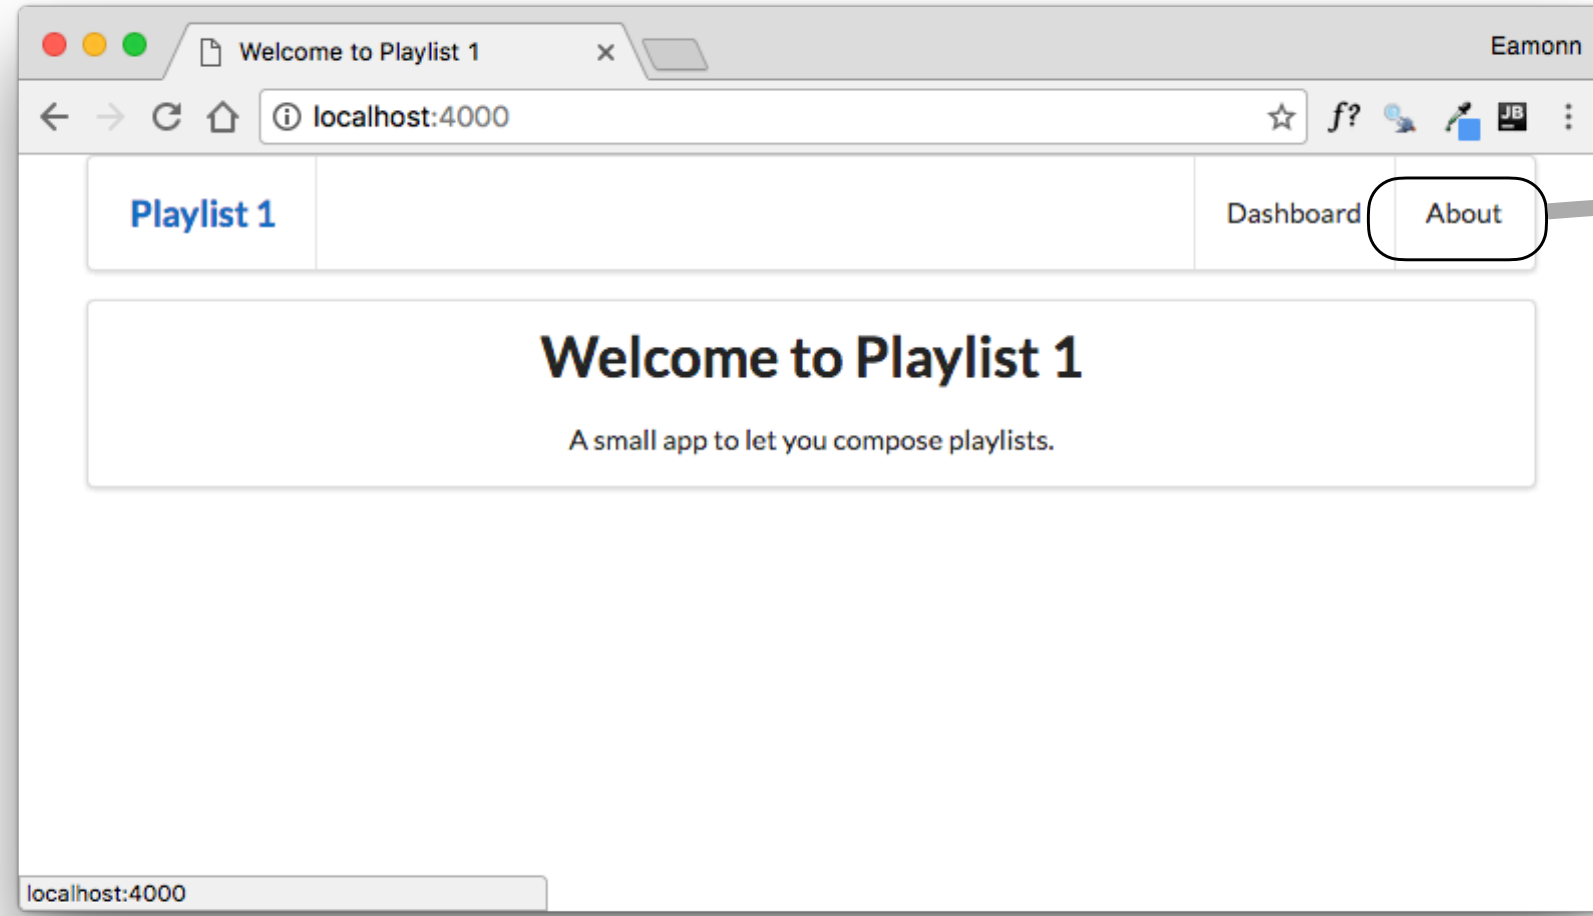 Welcome to Playlist 1
Eamonn
localhost:4000
f?
JB
Playlist 1
Dashboard
About
Welcome to Playlist 1
A small app to let you compose playlists.
localhost:4000